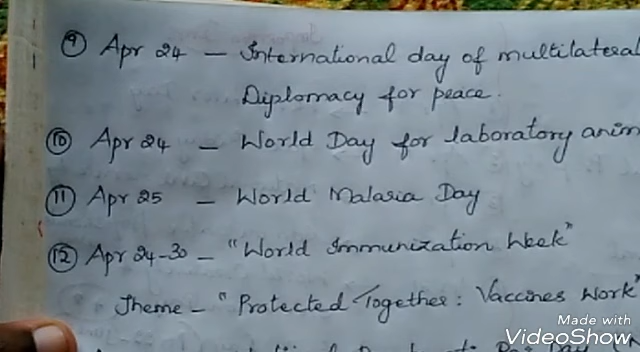 ⑨ Apr 24 – International day of multilateral
Diplomacy for peace.
⑩ Apr 24 – World Day for laboratory anim
⑪ Apr 25 – World Malaria Day
⑫ Apr 24-30 – "World Immunization Week"
Theme – "Protected Together: Vaccines Work"
Made with
VideoShow